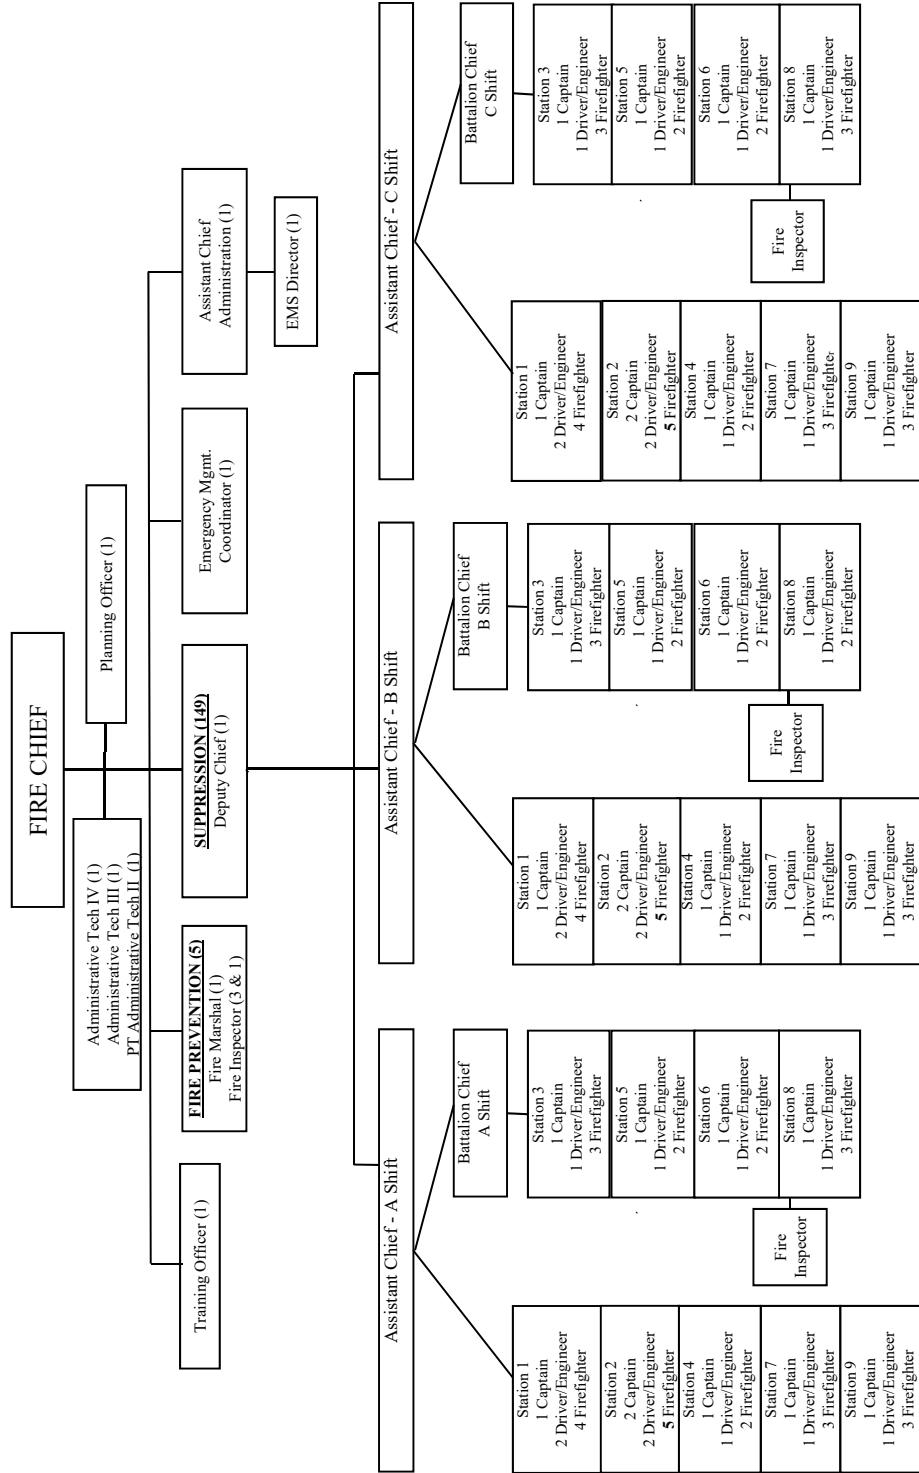 FIRE CHIEF
Administrative Tech IV (1)
Administrative Tech III (1)
PT Administrative Tech II (1)
Planning Officer (1)
Training Officer (1)
FIRE PREVENTION (5)
Fire Marshal (1)
Fire Inspector (3 & 1)
SUPPRESSION (149)
Deputy Chief (1)
Emergency Mgmt.
Coordinator (1)
Assistant Chief
Administration (1)
EMS Director (1)
Assistant Chief - A Shift
Battalion Chief
A Shift
Station 1
1 Captain
2 Driver/Engineer
4 Firefighter
Station 2
2 Captain
2 Driver/Engineer
5 Firefighter
Station 4
1 Captain
1 Driver/Engineer
2 Firefighter
Station 7
1 Captain
1 Driver/Engineer
3 Firefighter
Station 9
1 Captain
1 Driver/Engineer
3 Firefighter
Station 3
1 Captain
1 Driver/Engineer
3 Firefighter
Station 5
1 Captain
1 Driver/Engineer
2 Firefighter
Station 6
1 Captain
1 Driver/Engineer
2 Firefighter
Station 8
1 Captain
1 Driver/Engineer
3 Firefighter
Fire
Inspector
Assistant Chief - B Shift
Battalion Chief
B Shift
Station 1
1 Captain
2 Driver/Engineer
4 Firefighter
Station 2
2 Captain
2 Driver/Engineer
5 Firefighter
Station 4
1 Captain
1 Driver/Engineer
2 Firefighter
Station 7
1 Captain
1 Driver/Engineer
3 Firefighter
Station 9
1 Captain
1 Driver/Engineer
3 Firefighter
Station 3
1 Captain
1 Driver/Engineer
3 Firefighter
Station 5
1 Captain
1 Driver/Engineer
2 Firefighter
Station 6
1 Captain
1 Driver/Engineer
2 Firefighter
Station 8
1 Captain
1 Driver/Engineer
2 Firefighter
Fire
Inspector
Assistant Chief - C Shift
Battalion Chief
C Shift
Station 1
1 Captain
2 Driver/Engineer
4 Firefighter
Station 2
2 Captain
2 Driver/Engineer
5 Firefighter
Station 4
1 Captain
1 Driver/Engineer
2 Firefighter
Station 7
1 Captain
1 Driver/Engineer
3 Firefighter
Station 9
1 Captain
1 Driver/Engineer
3 Firefighter
Station 3
1 Captain
1 Driver/Engineer
3 Firefighter
Station 5
1 Captain
1 Driver/Engineer
2 Firefighter
Station 6
1 Captain
1 Driver/Engineer
2 Firefighter
Station 8
1 Captain
1 Driver/Engineer
3 Firefighter
Fire
Inspector